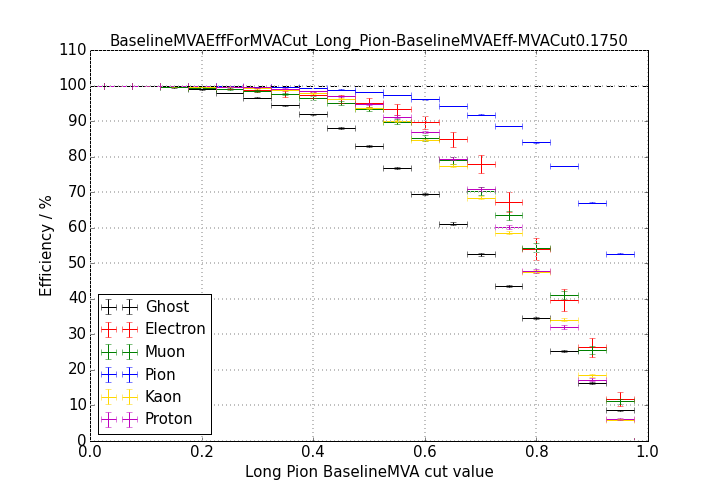 BaselineMVAEffForMVACut_Long_Pion-BaselineMVAEff-MVACut0.1750
110
100
90
80
70
60
50
40
30
20
10
0
Efficiency / %
Ghost
Electron
Muon
Pion
Kaon
Proton
0.0 0.2 0.4 0.6 0.8 1.0
Long Pion BaselineMVA cut value